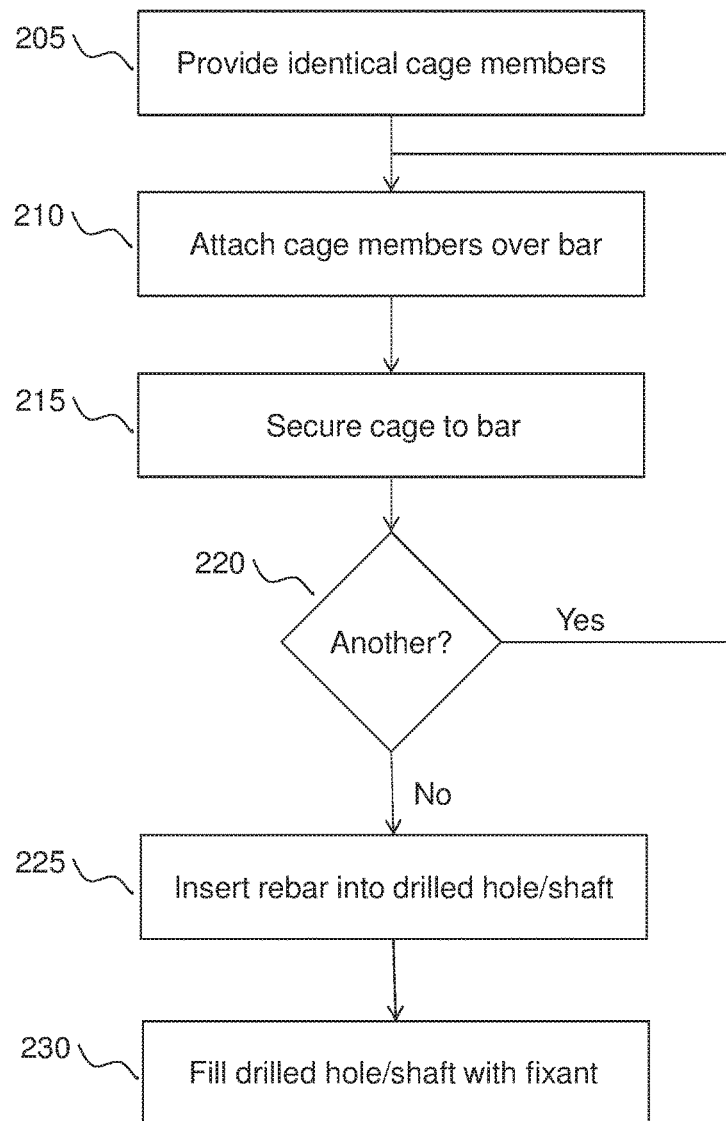 205
Provide identical cage members
210
Attach cage members over bar
215
Secure cage to bar
220
Another?
Yes
No
225
Insert rebar into drilled hole/shaft
230
Fill drilled hole/shaft with fixant